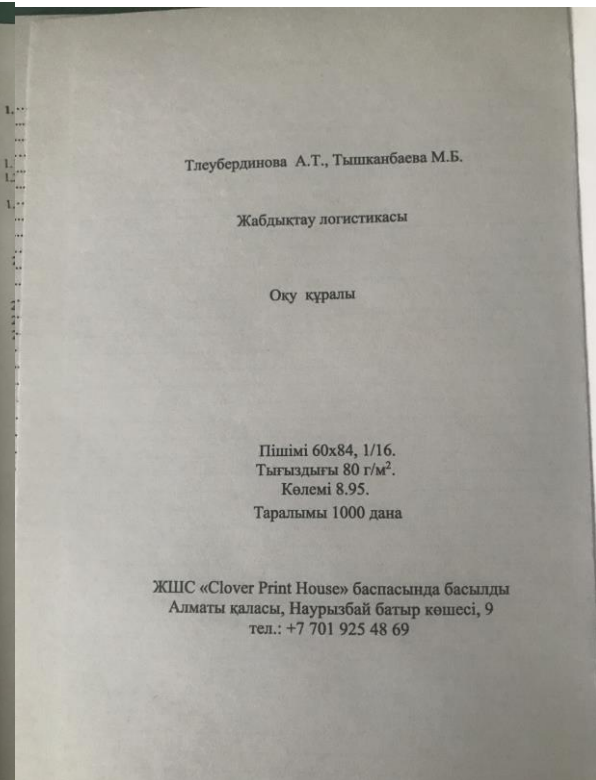 Тлеубердинова А.Т., Тышканбаева М.Б.
Жабдықтау логистикасы
Оқу құралы
Пішімі 60x84, 1/16.
Тығыздығы 80 г/м².
Көлемі 8.95.
Таралымы 1000 дана
ЖШС «Clover Print House» баспасында басылды
Алматы қаласы, Наурызбай батыр көшесі, 9
тел.: +7 701 925 48 69